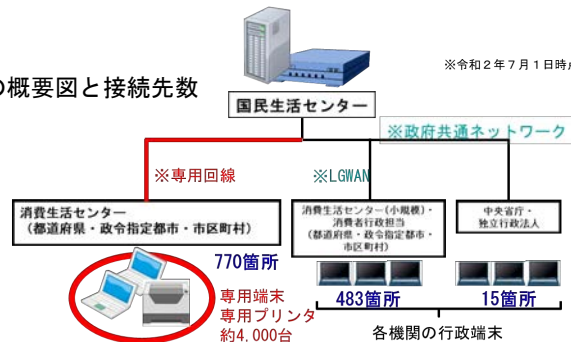 ※令和2年7月1日時点
の概要図と接続先数
国民生活センター
※政府共通ネットワーク
※専用回線
※LGWAN
消費生活センター
(都道府県・政令指定都市・市区町村)
消費生活センター(小規模)・
消費者行政担当
(都道府県・政令指定都市・
市区町村)
中央省庁・
独立行政法人
770箇所
483箇所
15箇所
専用端末
専用プリンタ
約4,000台
各機関の行政端末